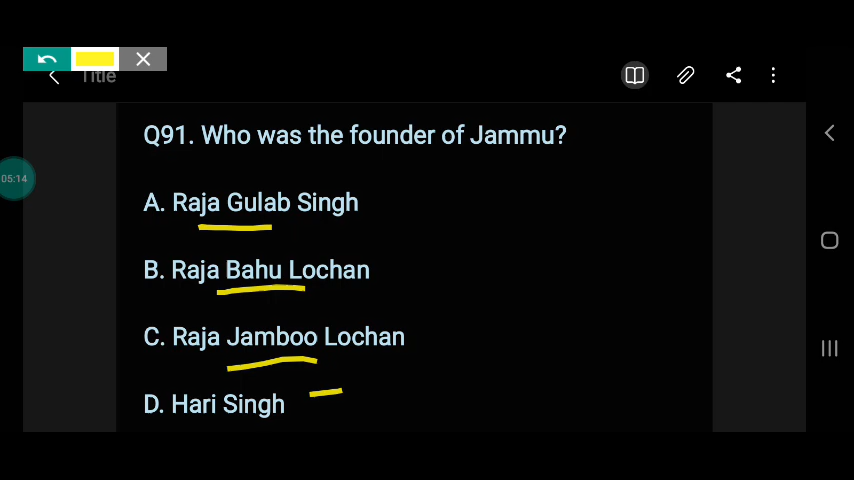 Title
05:14
Q91. Who was the founder of Jammu?
A. Raja Gulab Singh
B. Raja Bahu Lochan
C. Raja Jamboo Lochan
D. Hari Singh